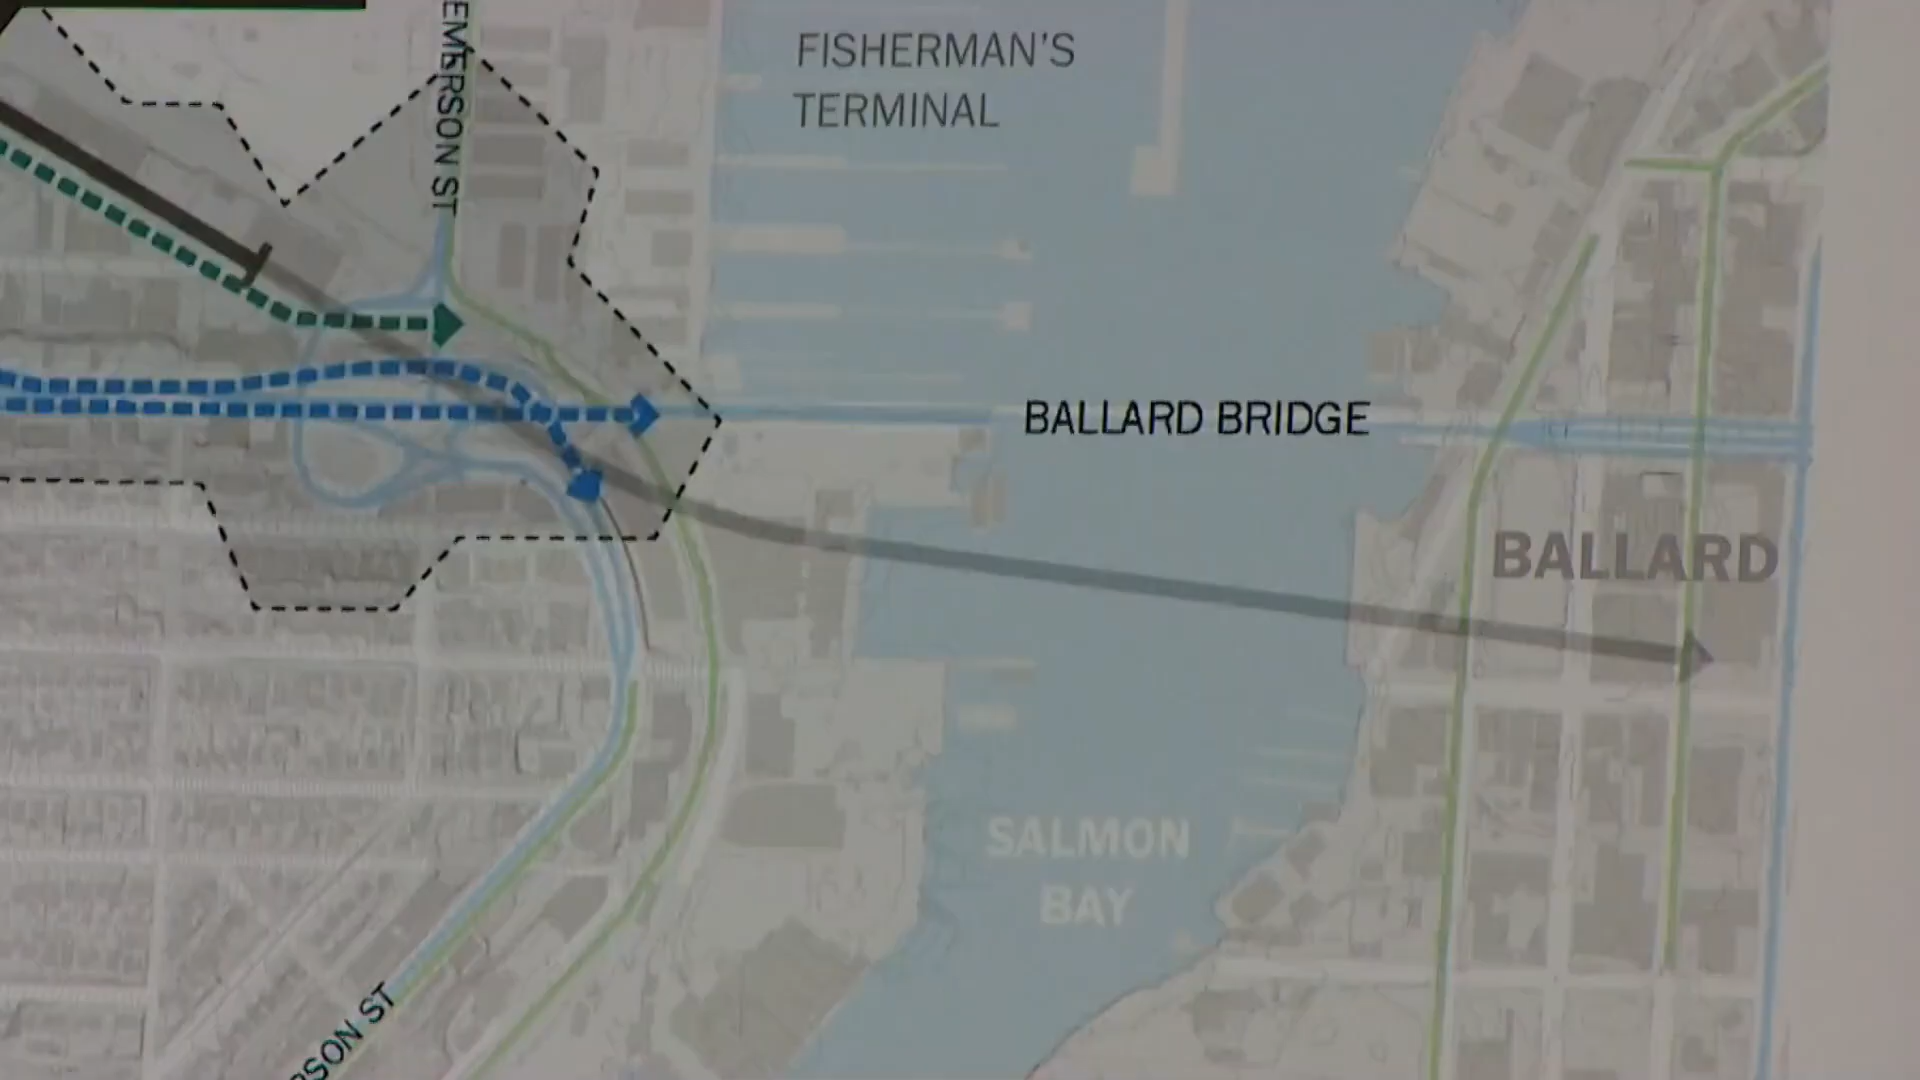 EMERSON ST
FISHERMAN'S
TERMINAL
BALLARD BRIDGE
BALLARD
SALMON
BAY
RSON ST